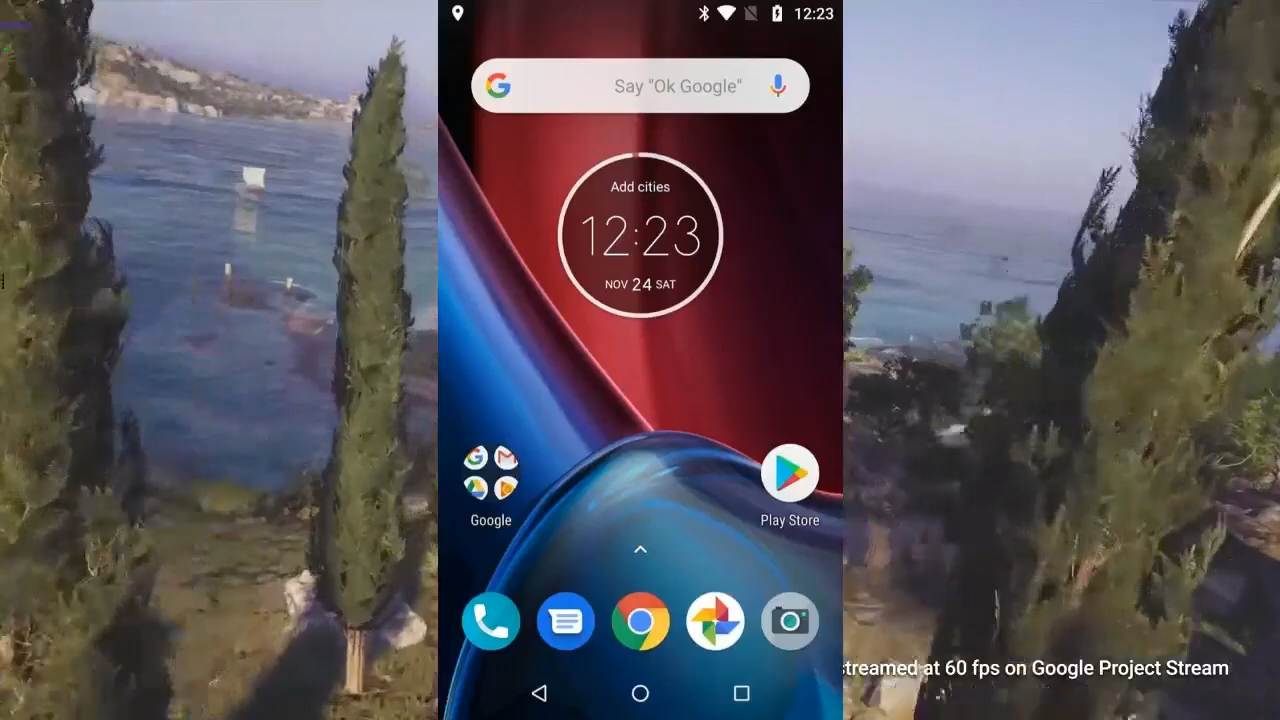 12:23
Say "Ok Google"
Add cities
12:23
NOV 24 SAT
Google
Play Store
streamed at 60 fps on Google Project Stream